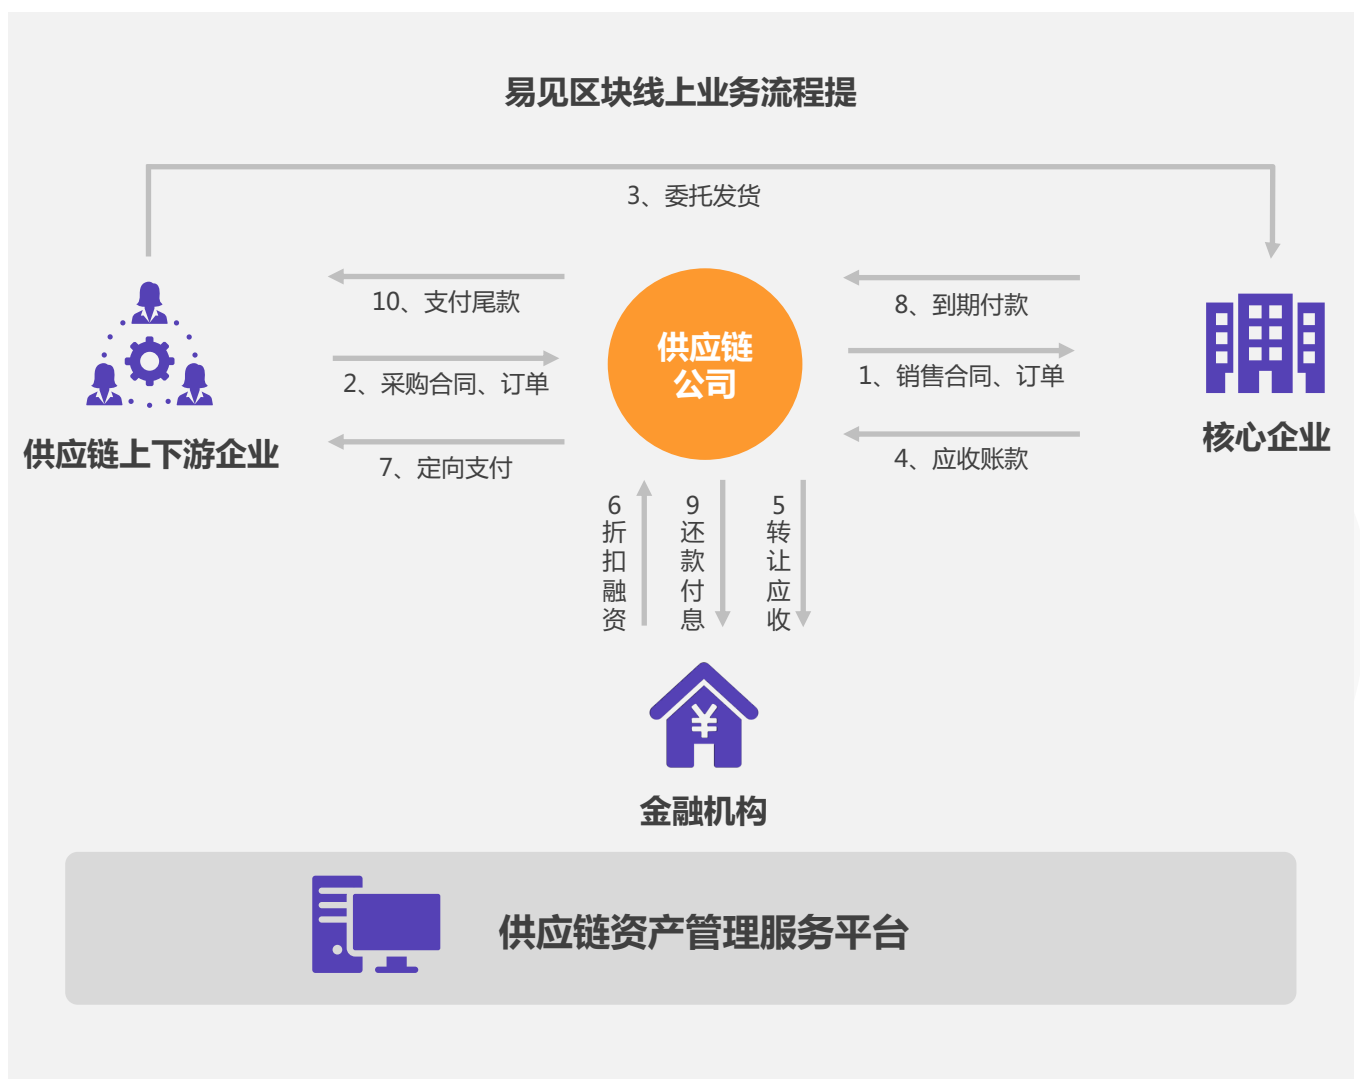 易见区块线上业务流程提
3、委托发货
10、支付尾款
8、到期付款
供应链
公司
2、采购合同、订单
1、销售合同、订单
供应链上下游企业
核心企业
7、定向支付
4、应收账款
6
折
扣
融
资
9
还
款
付
息
5
转
让
应
收
¥
金融机构
供应链资产管理服务平台